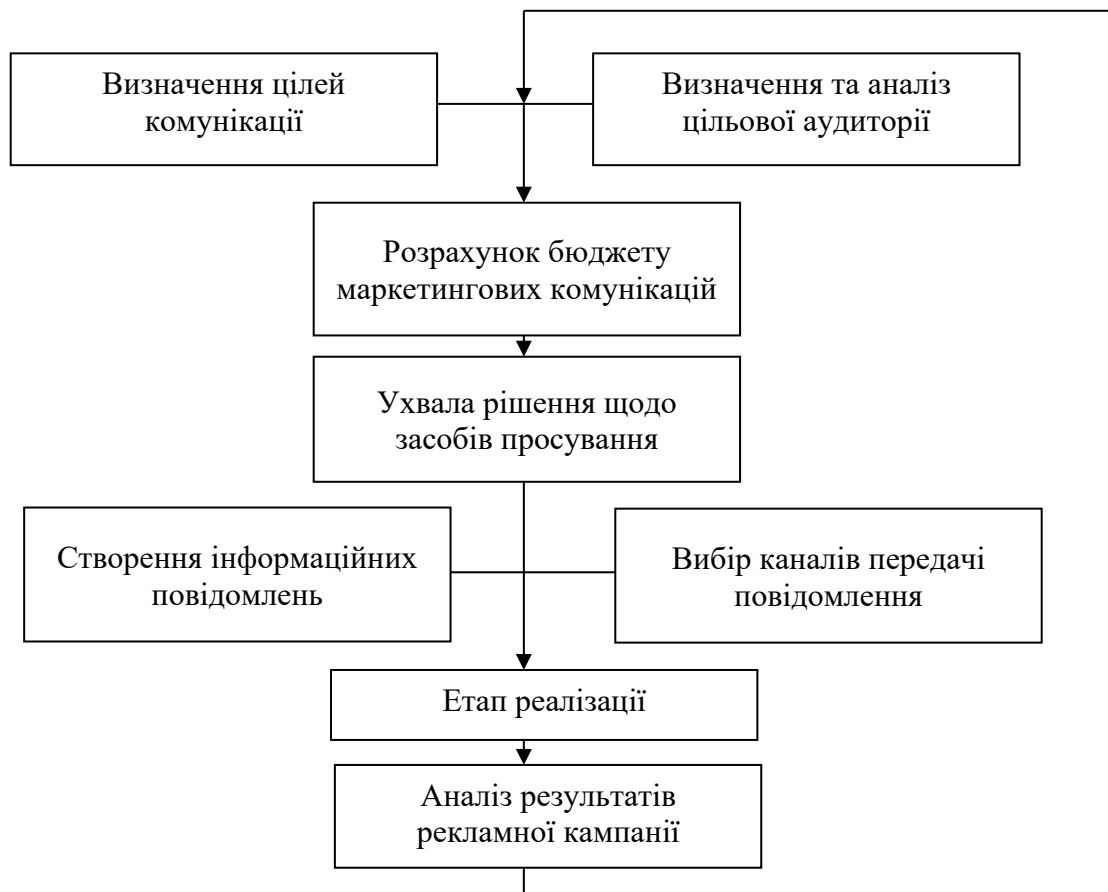 Визначення цілей
комунікації
Визначення та аналіз
цільової аудиторії
Розрахунок бюджету
маркетингових комунікацій
Ухвала рішення щодо
засобів просування
Створення інформаційних
повідомлень
Вибір каналів передачі
повідомлення
Етап реалізації
Аналіз результатів
рекламної кампанії